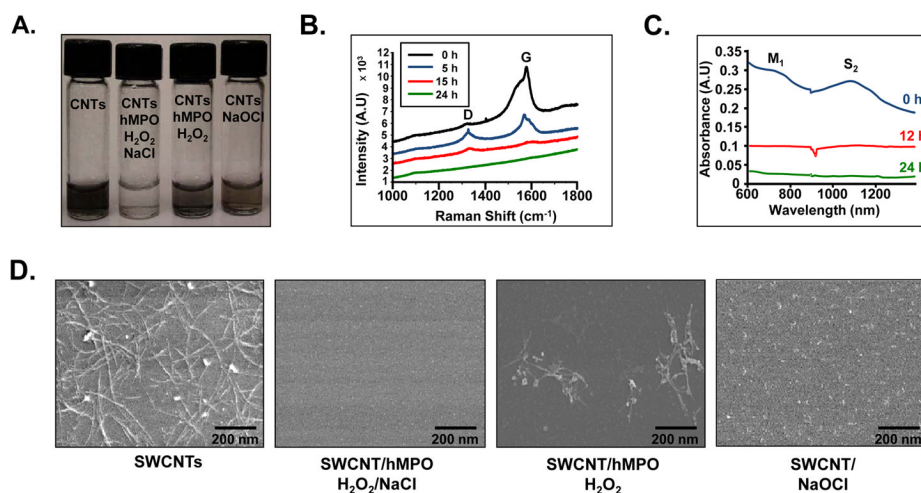 A.
CNTs
CNTs
hMPO
H₂O₂
NaCl
CNTs
hMPO
H₂O₂
CNTs
NaOCl
B.
Intensity (A.U) x 10³
12
11
10
9
8
7
6
5
4
3
2
1
0 h
5 h
15 h
24 h
D
G
1000 1200 1400 1600 1800
Raman Shift (cm⁻¹)
C.
Absorbance (A.U)
0.35
0.3
0.25
0.2
0.15
0.1
0.05
0
M₁
S₂
0 h
12 h
24 h
600 800 1000 1200
Wavelength (nm)
D.
200 nm
200 nm
200 nm
200 nm
SWCNTs
SWCNT/hMPO
H₂O₂/NaCl
SWCNT/hMPO
H₂O₂
SWCNT/
NaOCl